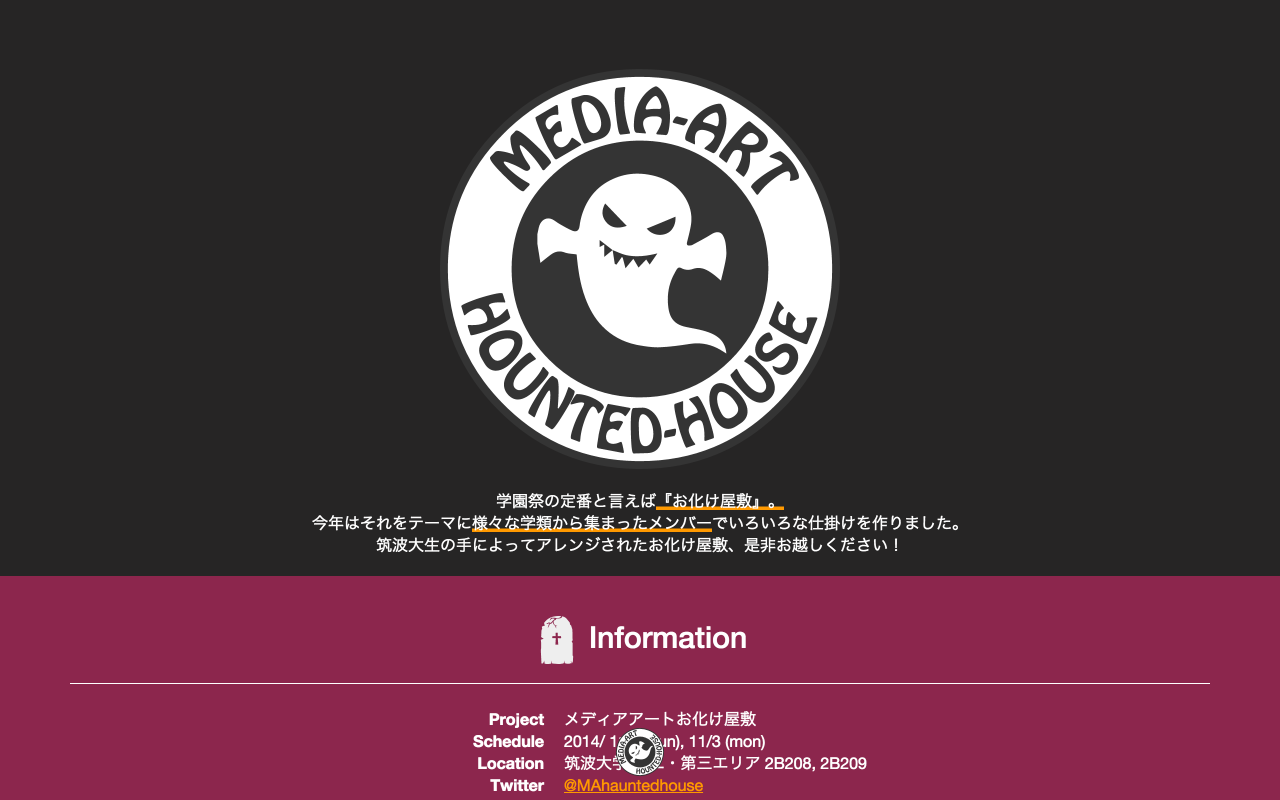 MEDIA-ART
HOUNTED-HOUSE
学園祭の定番と言えば『お化け屋敷』。
今年はそれをテーマに様々な学類から集まったメンバーでいろいろな仕掛けを作りました。
筑波大生の手によってアレンジされたお化け屋敷、是非お越しください！
Information
Project メディアアートお化け屋敷
Schedule 2014/ 11/3 (mon)
Location 筑波大学・第三エリア 2B208, 2B209
Twitter @MAhauntedhouse
MEDIA-ART
HOUNTED-HOUSE